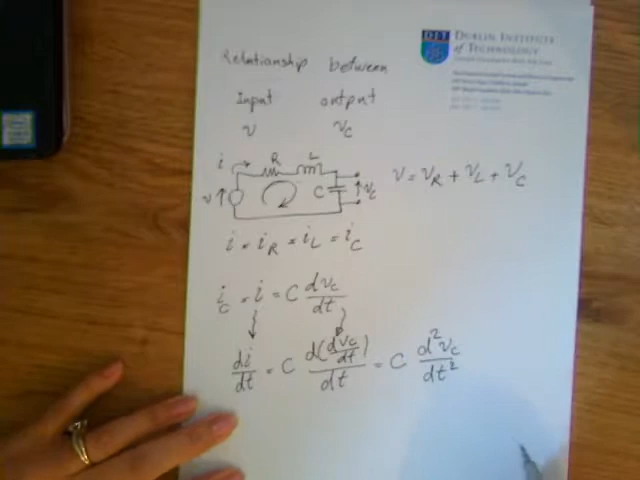 DIT
DUBLIN INSTITUTE
of TECHNOLOGY
Relationship between
Input output
v v_C
i R L
v C v_C
v = v_R + v_L + v_C
i = i_R = i_L = i_C
i_C = i = C dv_C/dt
di/dt = C d(dv_C/dt)/dt = C d²v_C/dt²